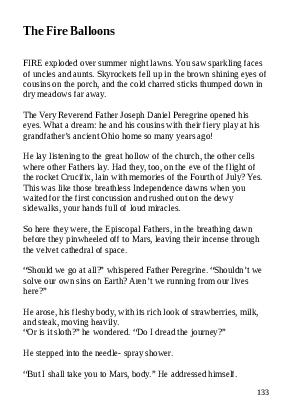 The Fire Balloons
FIRE exploded over summer night lawns. You saw sparkling faces
of uncles and aunts. Skyrockets fell up in the brown shining eyes of
cousins on the porch, and the cold charred sticks thumped down in
dry meadows far away.
The Very Reverend Father Joseph Daniel Peregrine opened his
eyes. What a dream: he and his cousins with their fiery play at his
grandfather's ancient Ohio home so many years ago!
He lay listening to the great hollow of the church, the other cells
where other Fathers lay. Had they, too, on the eve of the flight of
the rocket Crucifix, lain with memories of the Fourth of July? Yes.
This was like those breathless Independence dawns when you
waited for the first concussion and rushed out on the dewy
sidewalks, your hands full of loud miracles.
So here they were, the Episcopal Fathers, in the breathing dawn
before they pinwheeled off to Mars, leaving their incense through
the velvet cathedral of space.
“Should we go at all?” whispered Father Peregrine. “Shouldn’t we
solve our own sins on Earth? Aren’t we running from our lives
here?”
He arose, his fleshy body, with its rich look of strawberries, milk,
and steak, moving heavily.
“Or is it sloth?” he wondered. “Do I dread the journey?”
He stepped into the needle- spray shower.
“But I shall take you to Mars, body.” He addressed himself.
133